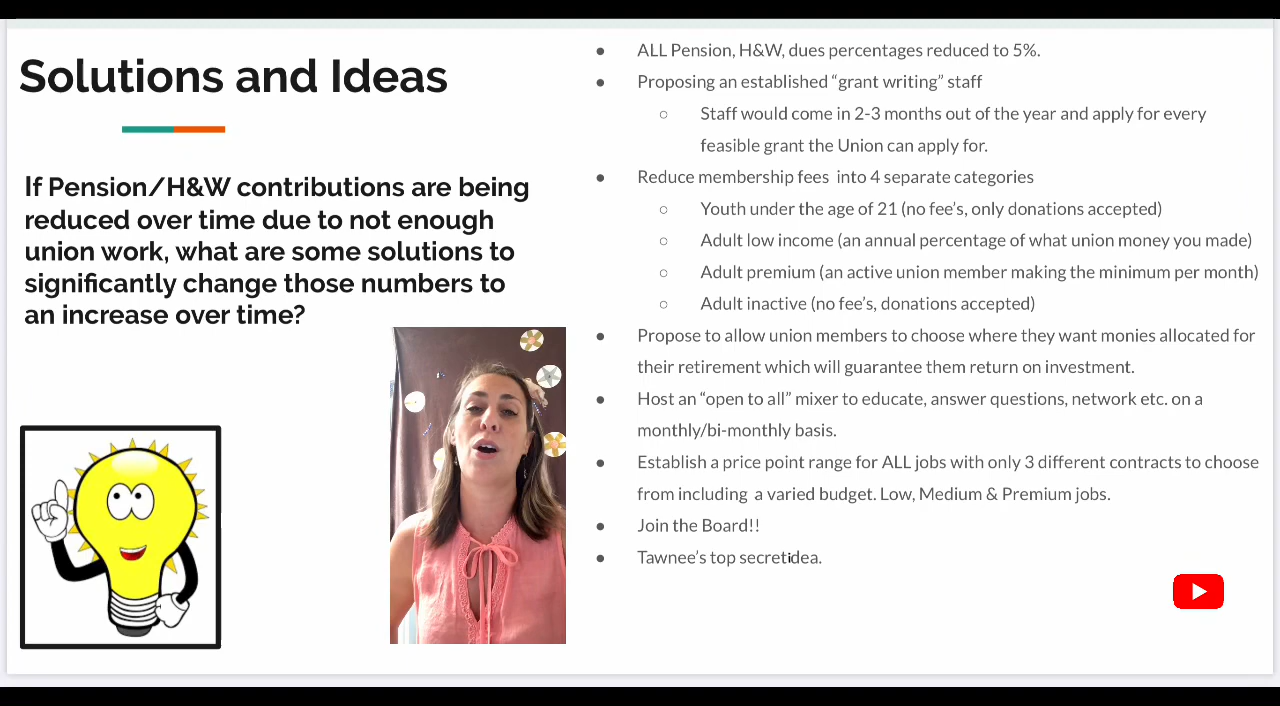 Solutions and Ideas
If Pension/H&W contributions are being
reduced over time due to not enough
union work, what are some solutions to
significantly change those numbers to
an increase over time?
● ALL Pension, H&W, dues percentages reduced to 5%.
● Proposing an established “grant writing” staff
○ Staff would come in 2-3 months out of the year and apply for every
feasible grant the Union can apply for.
● Reduce membership fees  into 4 separate categories
○ Youth under the age of 21 (no fee’s, only donations accepted)
○ Adult low income (an annual percentage of what union money you made)
○ Adult premium (an active union member making the minimum per month)
○ Adult inactive (no fee’s, donations accepted)
● Propose to allow union members to choose where they want monies allocated for
their retirement which will guarantee them return on investment.
● Host an “open to all” mixer to educate, answer questions, network etc. on a
monthly/bi-monthly basis.
● Establish a price point range for ALL jobs with only 3 different contracts to choose
from including  a varied budget. Low, Medium & Premium jobs.
● Join the Board!!
● Tawnee’s top secret idea.